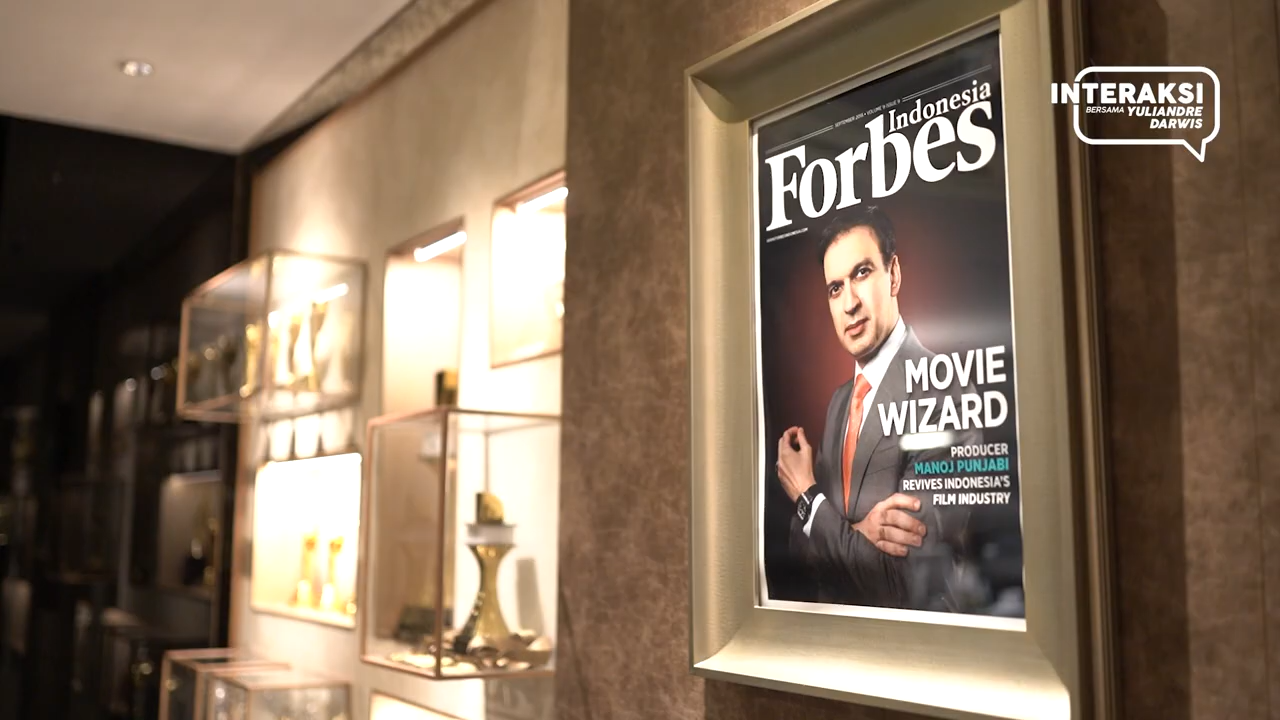 INTERAKSI
BERSAMA YULIANDRE
DARWIS
Indonesia
Forbes
MOVIE
WIZARD
PRODUCER
MANOJ PUNJABI
REVIVES INDONESIA'S
FILM INDUSTRY